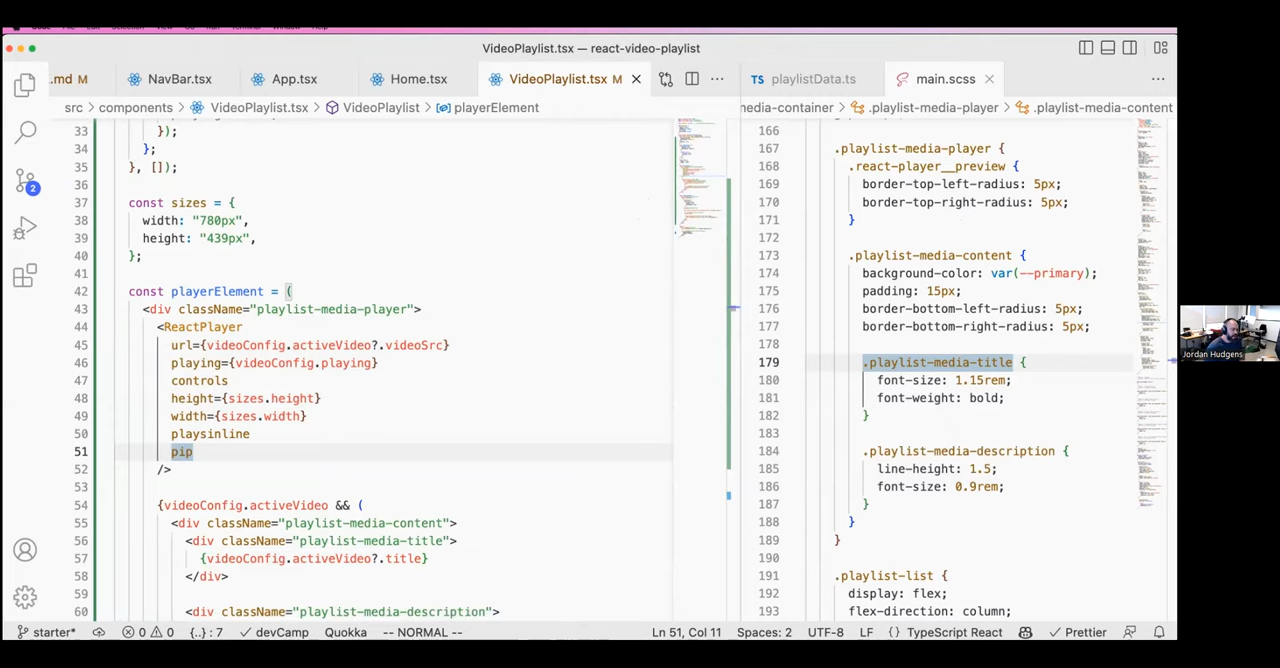 VideoPlaylist.tsx — react-video-playlist
.md M
NavBar.tsx
App.tsx
Home.tsx
VideoPlaylist.tsx M
playlistData.ts
main.scss
src > components > VideoPlaylist.tsx > VideoPlaylist > playerElement
nedia-container > .playlist-media-player > .playlist-media-content
33 });
34 };
35 }, []);
36
37 const sizes = {
38 width: "780px",
39 height: "439px",
40 };
41
42 const playerElement = (
43 <div className="playlist-media-player">
44 <ReactPlayer
45 url={videoConfig.activeVideo?.videoSrc}
46 playing={videoConfig.playing}
47 controls
48 height={sizes.height}
49 width={sizes.width}
50 playsinline
51 pip
52 />
53
54 {videoConfig.activeVideo && (
55 <div className="playlist-media-content">
56 <div className="playlist-media-title">
57 {videoConfig.activeVideo?.title}
58 </div>
59
60 <div className="playlist-media-description">
166
167 .playlist-media-player {
168 .react-player__preview {
169 border-top-left-radius: 5px;
170 border-top-right-radius: 5px;
171 }
172
173 .playlist-media-content {
174 background-color: var(--primary);
175 padding: 15px;
176 border-bottom-left-radius: 5px;
177 border-bottom-right-radius: 5px;
178
179 .playlist-media-title {
180 font-size: 1.15rem;
181 font-weight: bold;
182 }
183
184 .playlist-media-description {
185 line-height: 1.5;
186 font-size: 0.9rem;
187 }
188 }
189 }
190
191 .playlist-list {
192 display: flex;
193 flex-direction: column;
2
Jordan Hudgens
starter* 0 0 {..} : 7 devCamp Quokka -- NORMAL -- Ln 51, Col 11 Spaces: 2 UTF-8 LF {} TypeScript React Prettier